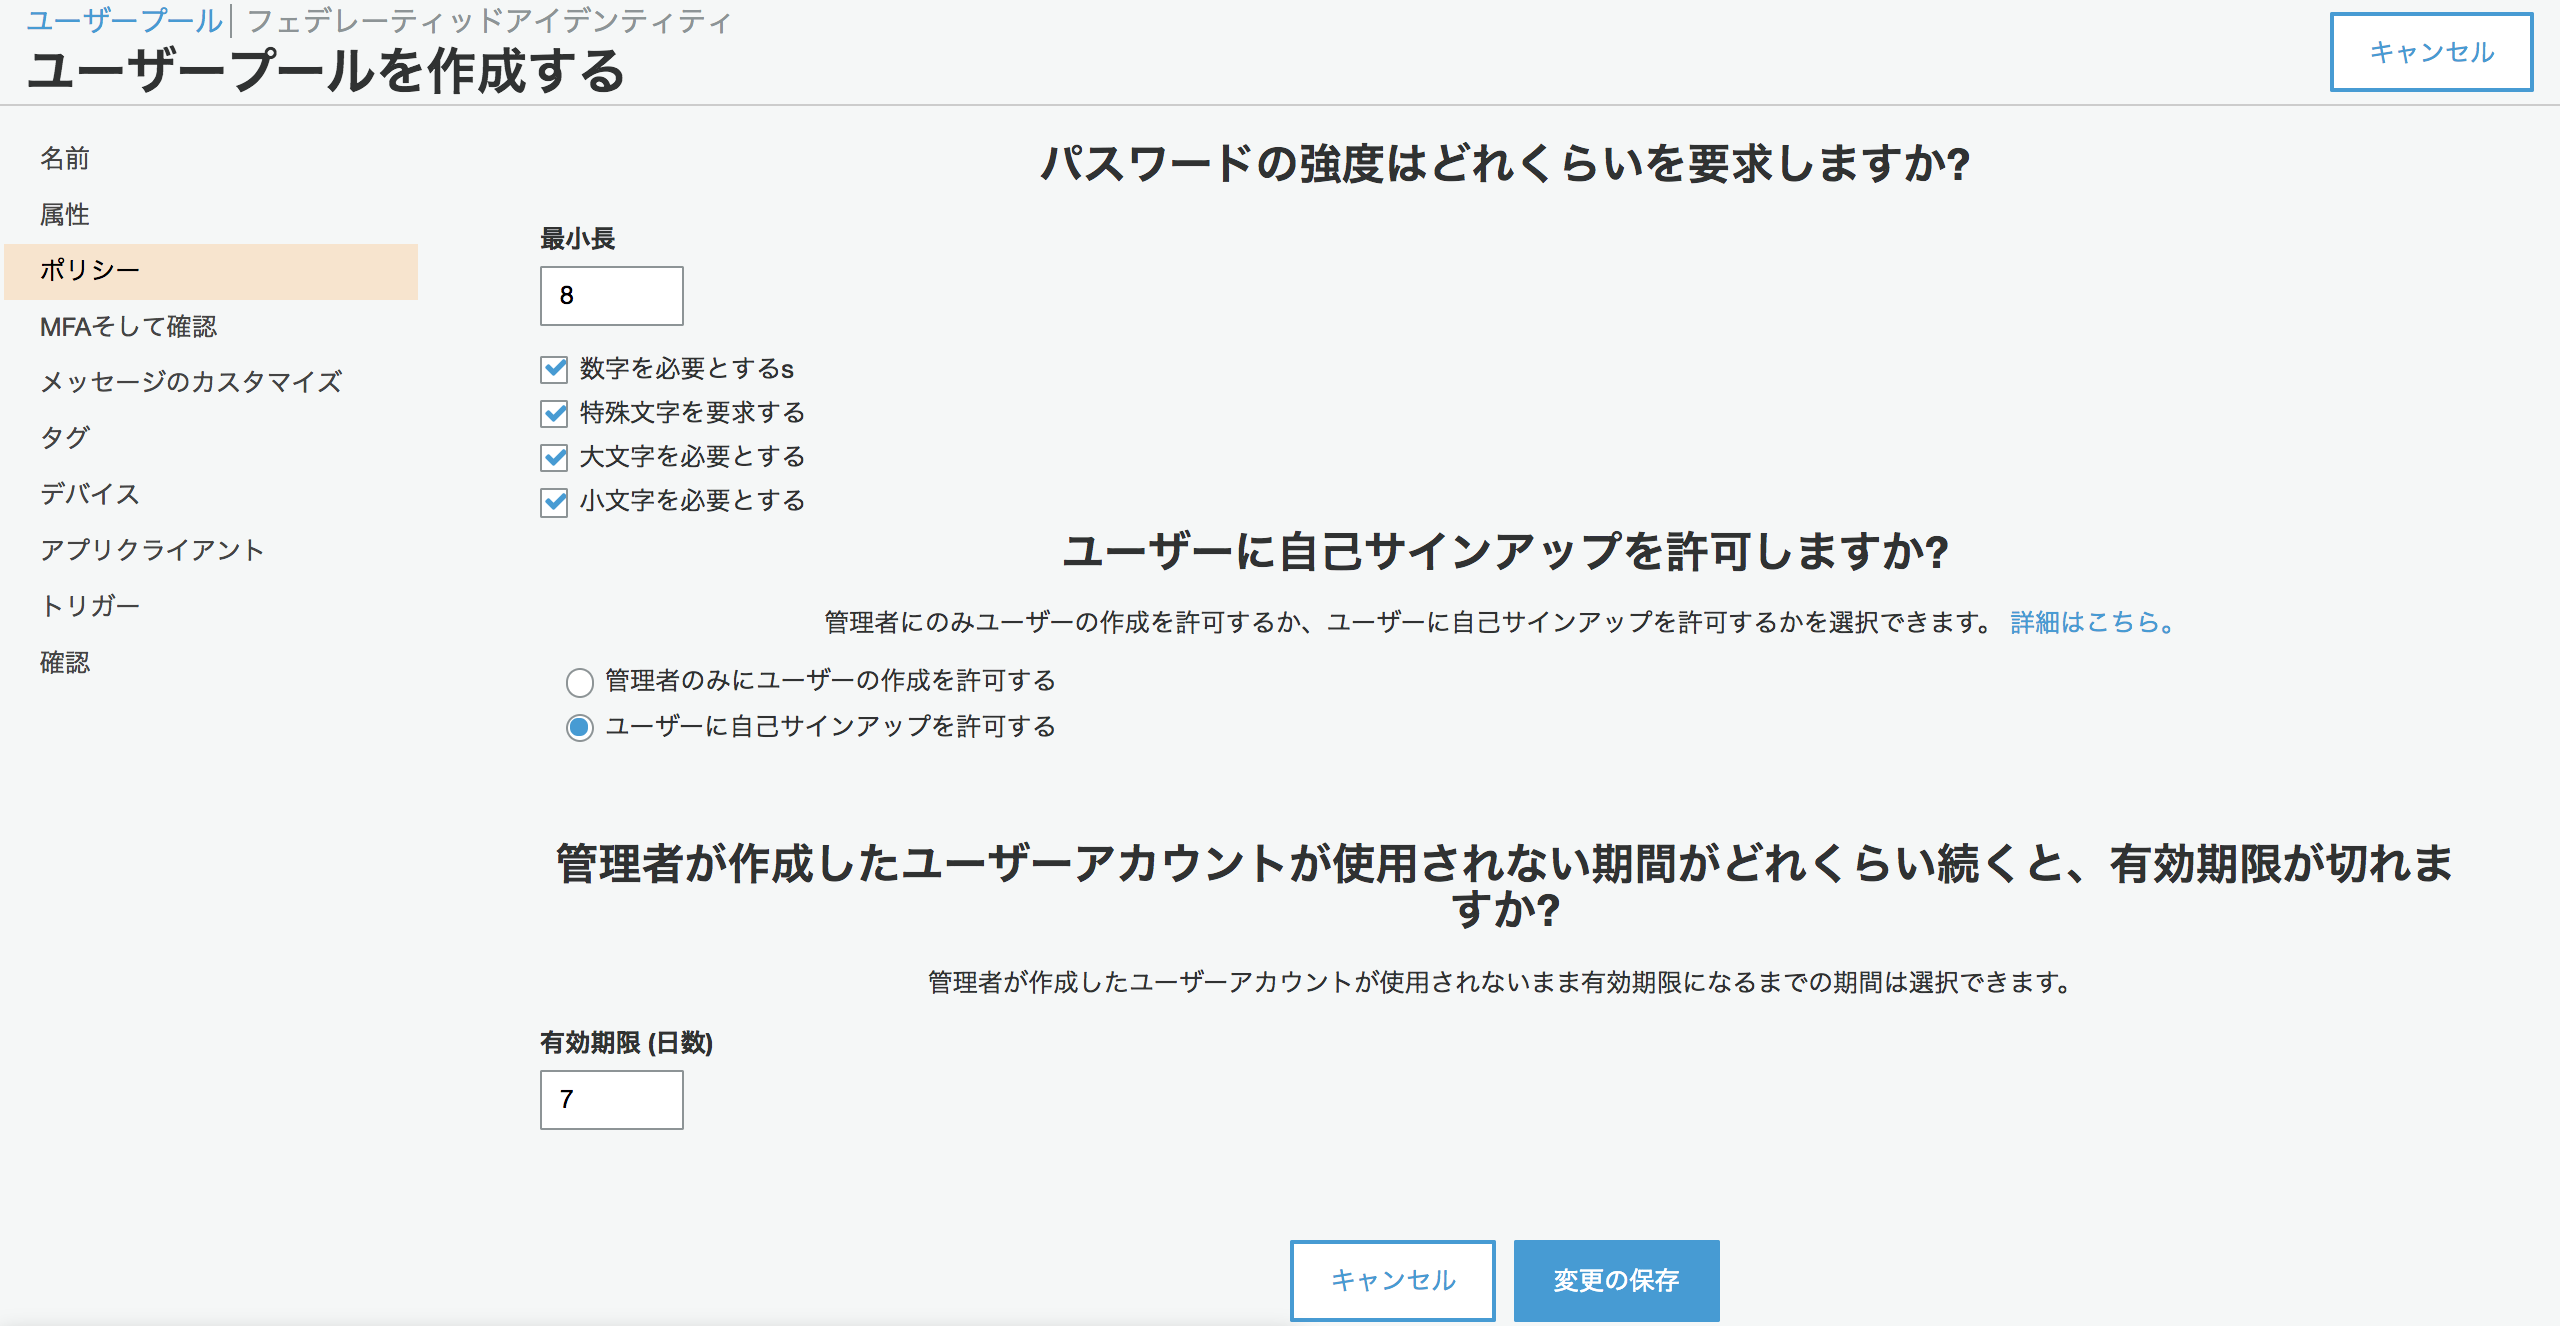 ユーザープール フェデレーティッドアイデンティティ
ユーザープールを作成する
キャンセル
名前
属性
ポリシー
MFAそして確認
メッセージのカスタマイズ
タグ
デバイス
アプリクライアント
トリガー
確認
パスワードの強度はどれくらいを要求しますか?
最小長
8
数字を必要とするs
特殊文字を要求する
大文字を必要とする
小文字を必要とする
ユーザーに自己サインアップを許可しますか?
管理者にのみユーザーの作成を許可するか、ユーザーに自己サインアップを許可するかを選択できます。 詳細はこちら。
管理者のみにユーザーの作成を許可する
ユーザーに自己サインアップを許可する
管理者が作成したユーザーアカウントが使用されない期間がどれくらい続くと、有効期限が切れま
すか?
管理者が作成したユーザーアカウントが使用されないまま有効期限になるまでの期間は選択できます。
有効期限 (日数)
7
キャンセル 変更の保存